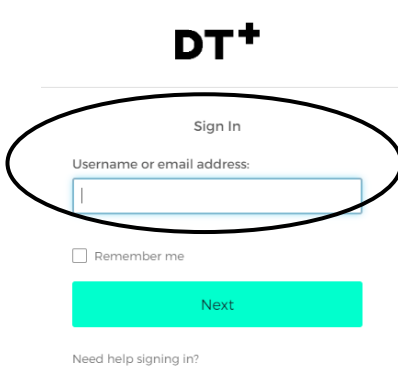 DT+
Sign In
Username or email address:
Remember me
Next
Need help signing in?